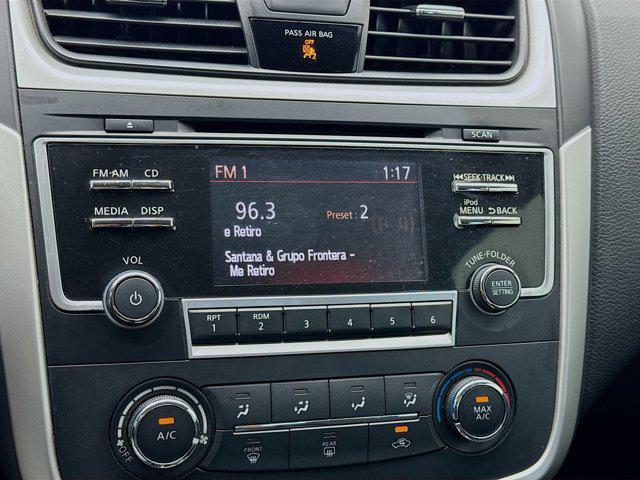 PASS AIR BAG
OFF
2
SCAN
FM·AM CD
MEDIA DISP
VOL
FM 1 1:17
96.3 Preset : 2
e Retiro
Santana & Grupo Frontera -
Me Retiro
SEEK·TRACK
iPod
MENU BACK
TUNE·FOLDER
ENTER
SETTING
RPT
1
RDM
2
3
4
5
6
A/C
OFF
FRONT
REAR
MAX
A/C